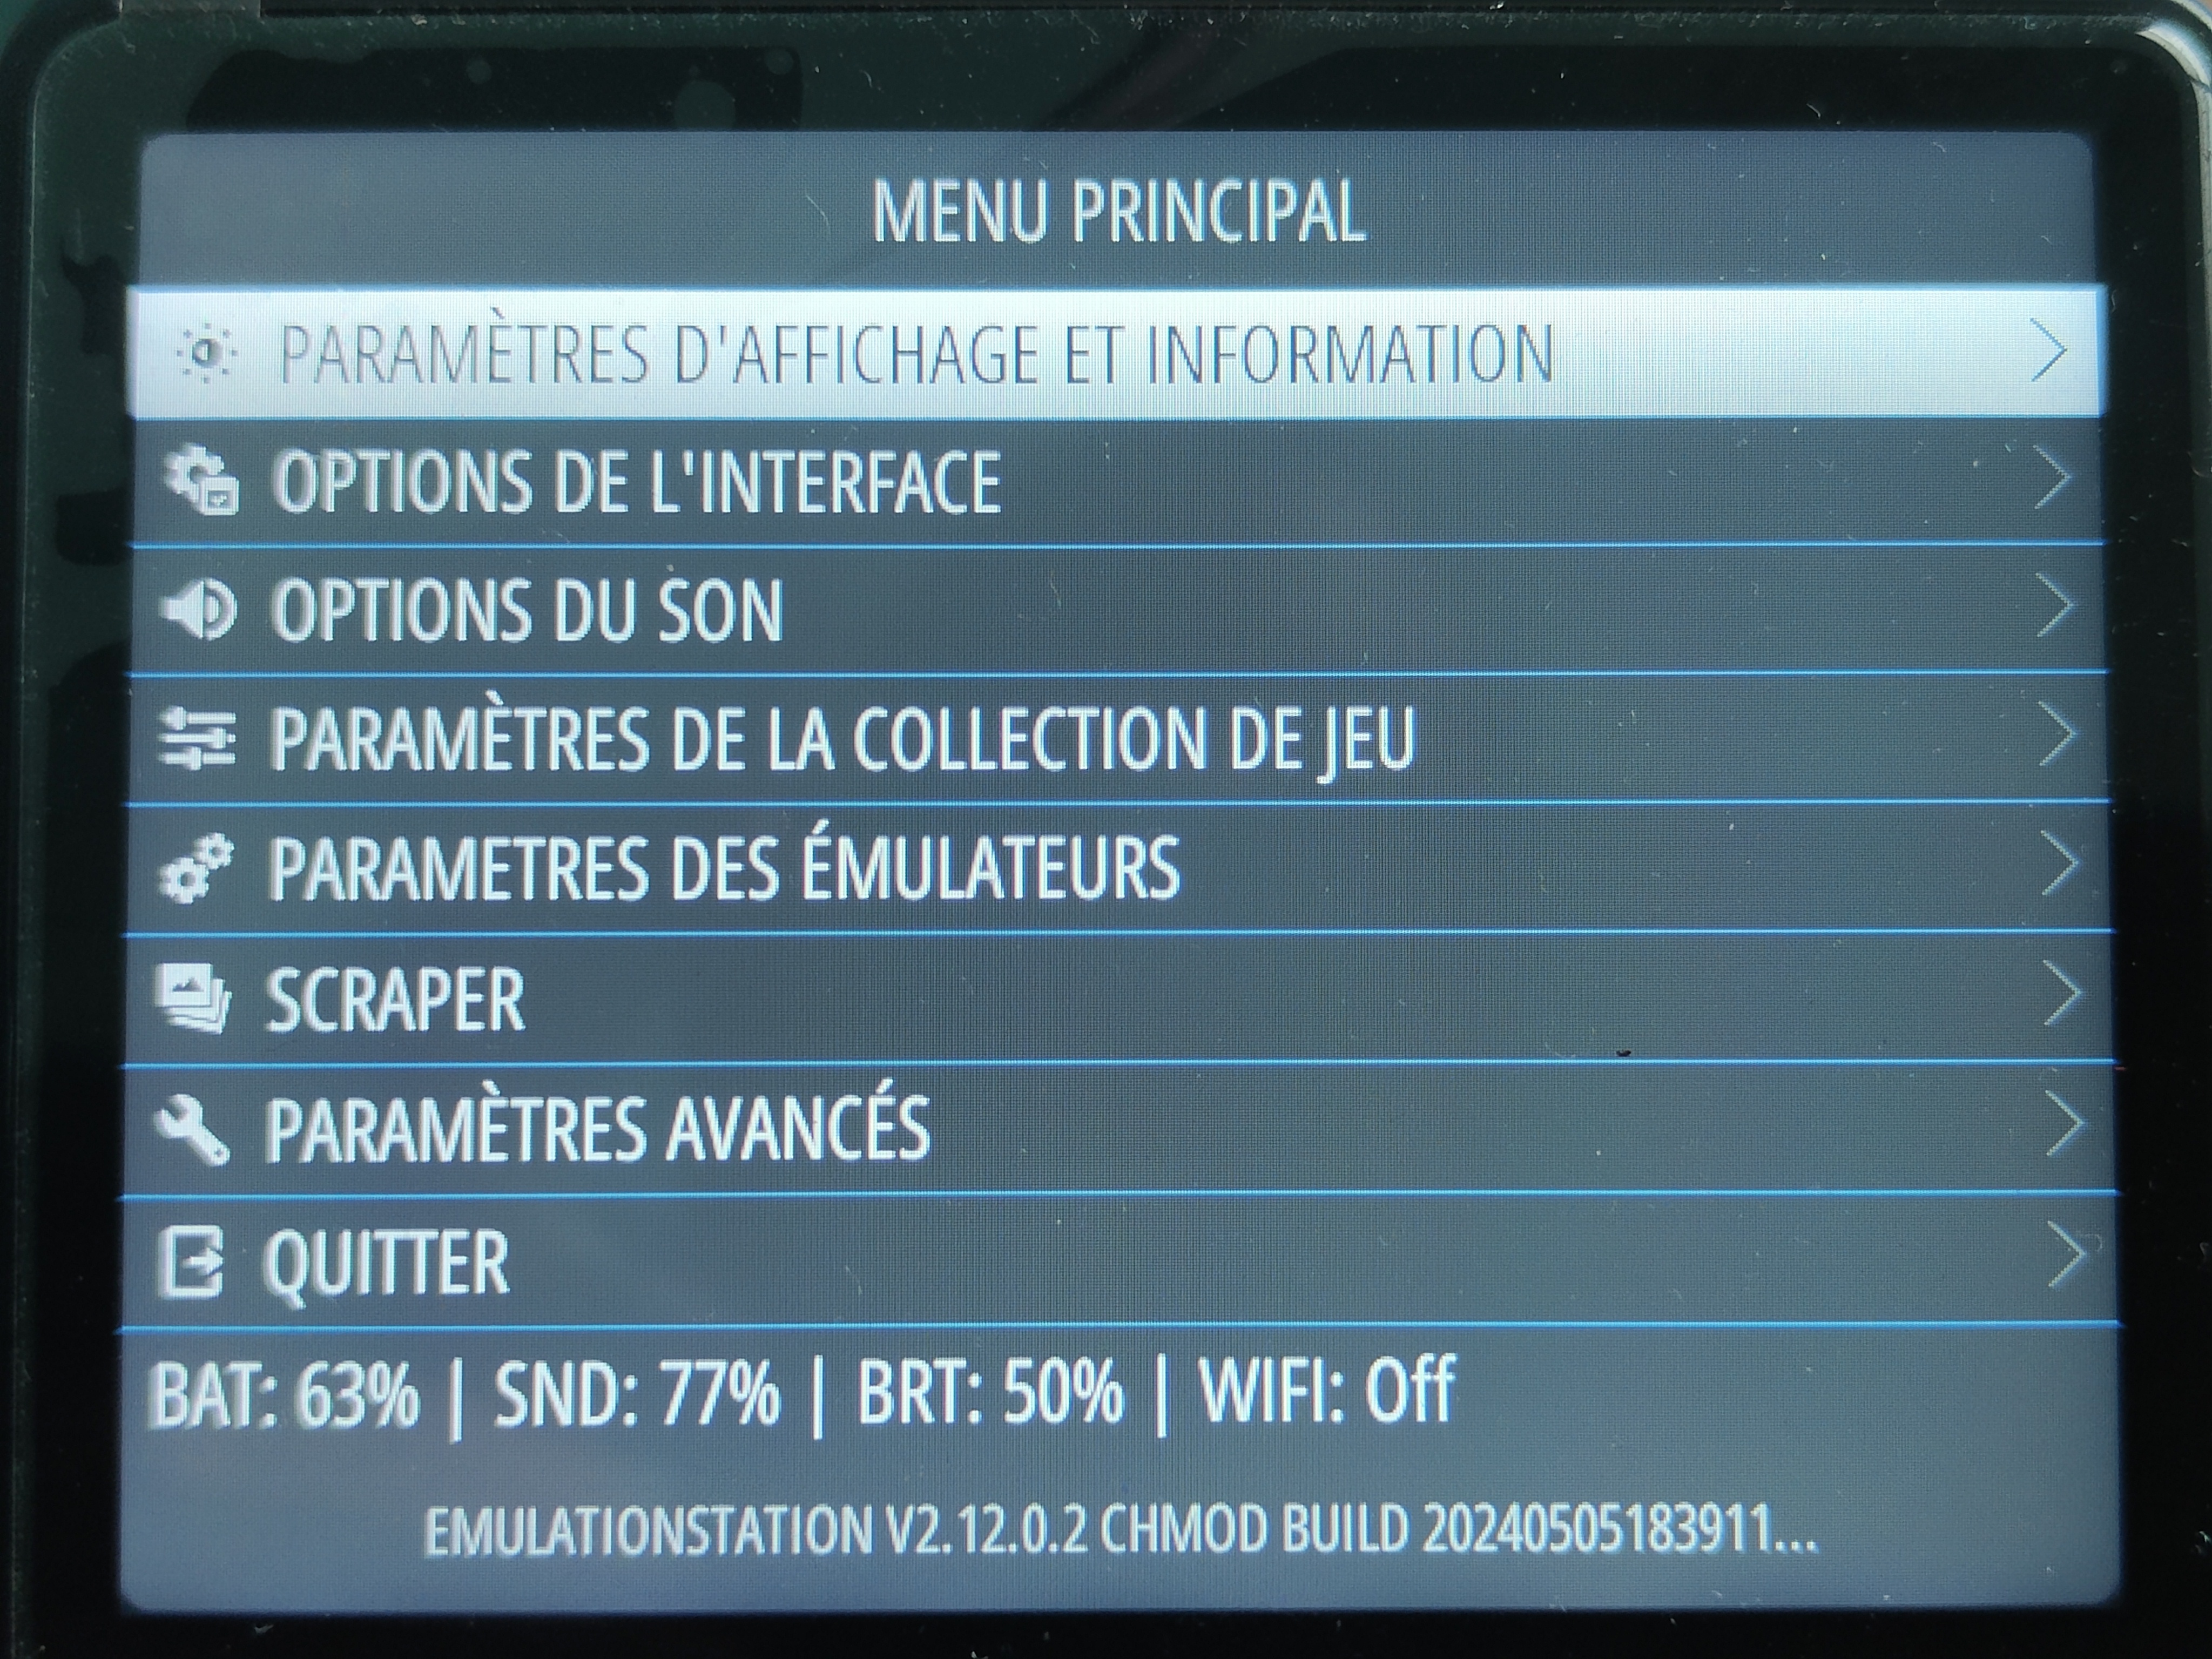 MENU PRINCIPAL
PARAMÈTRES D'AFFICHAGE ET INFORMATION
OPTIONS DE L'INTERFACE
OPTIONS DU SON
PARAMÈTRES DE LA COLLECTION DE JEU
PARAMETRES DES ÉMULATEURS
SCRAPER
PARAMÈTRES AVANCÉS
QUITTER
BAT: 63% | SND: 77% | BRT: 50% | WIFI: Off
EMULATIONSTATION V2.12.0.2 CHMOD BUILD 20240505183911...